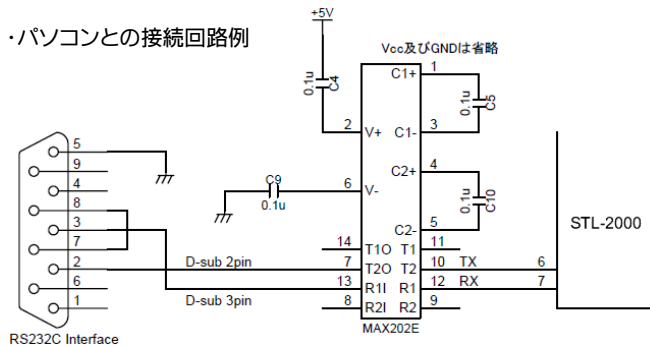 ・パソコンとの接続回路例
+5V
Vcc及びGNDは省略
0.1u C4
C1+ 1
0.1u C5
2 V+ C1- 3
C2+ 4
C9
0.1u
6 V-
0.1u C10
C2- 5
STL-2000
5
9
4
8
3
7
2
6
1
14 T1O T1 11
D-sub 2pin 7 T2O T2 10 TX 6
13 R1I R1 12 RX 7
D-sub 3pin 8 R2I R2 9
MAX202E
RS232C Interface